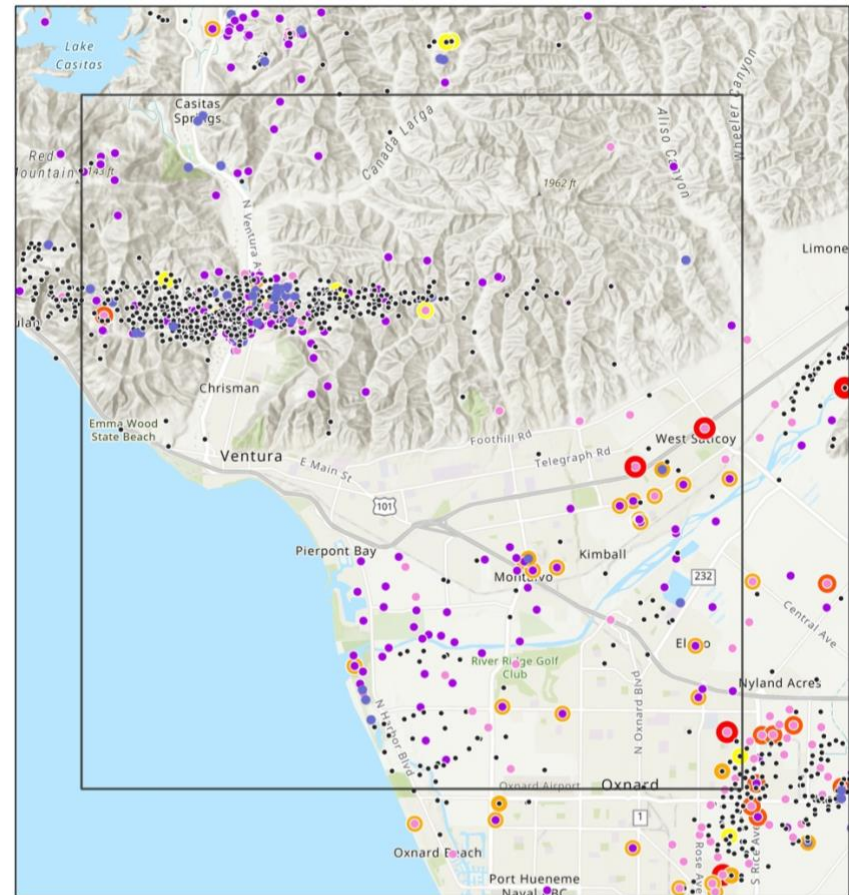 Lake
Casitas
Casitas
Springs
Canada Larga
Aliso Canyon
Wheeler Canyon
Red
Mountain
1962 ft
N Ventura A
Limone
Chrisman
Emma Wood
State Beach
Ventura
E Main St
Foothill Rd
Telegraph Rd
West Saticoy
101
Pierpont Bay
Kimball
Montalvo
232
Central Ave
El Rio
River Ridge Golf
Club
Nyland Acres
N Harbor Blvd
N Oxnard Blvd
Oxnard Airport
Oxnard
1
Oxnard Beach
Rose Ave
S Rice Ave
Port Hueneme
Naval